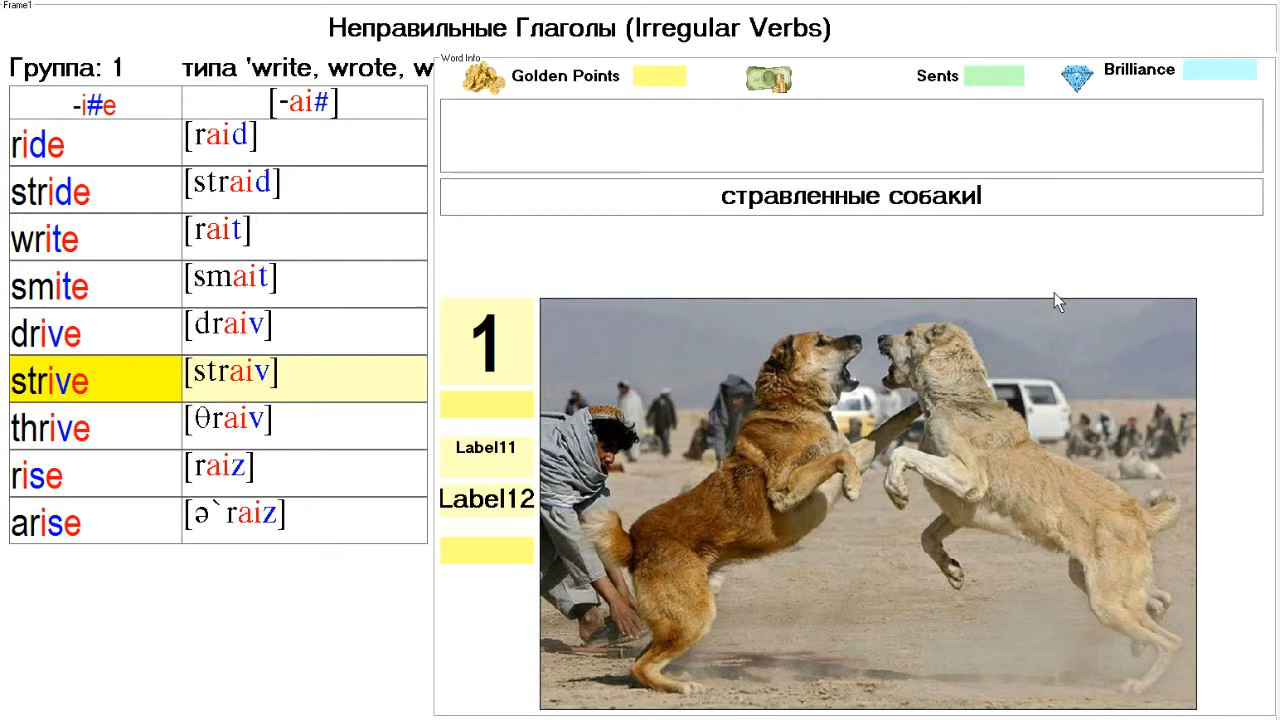 Frame1
Неправильные Глаголы (Irregular Verbs)
Группа: 1 типа 'write, wrote, w
-i#e [-ai#]
ride [raid]
stride [straid]
write [rait]
smite [smait]
drive [draiv]
strive [straiv]
thrive [θraiv]
rise [raiz]
arise [ə`raiz]
Word Info
Golden Points Sents Brilliance
стравленные собаки
1
Label11
Label12